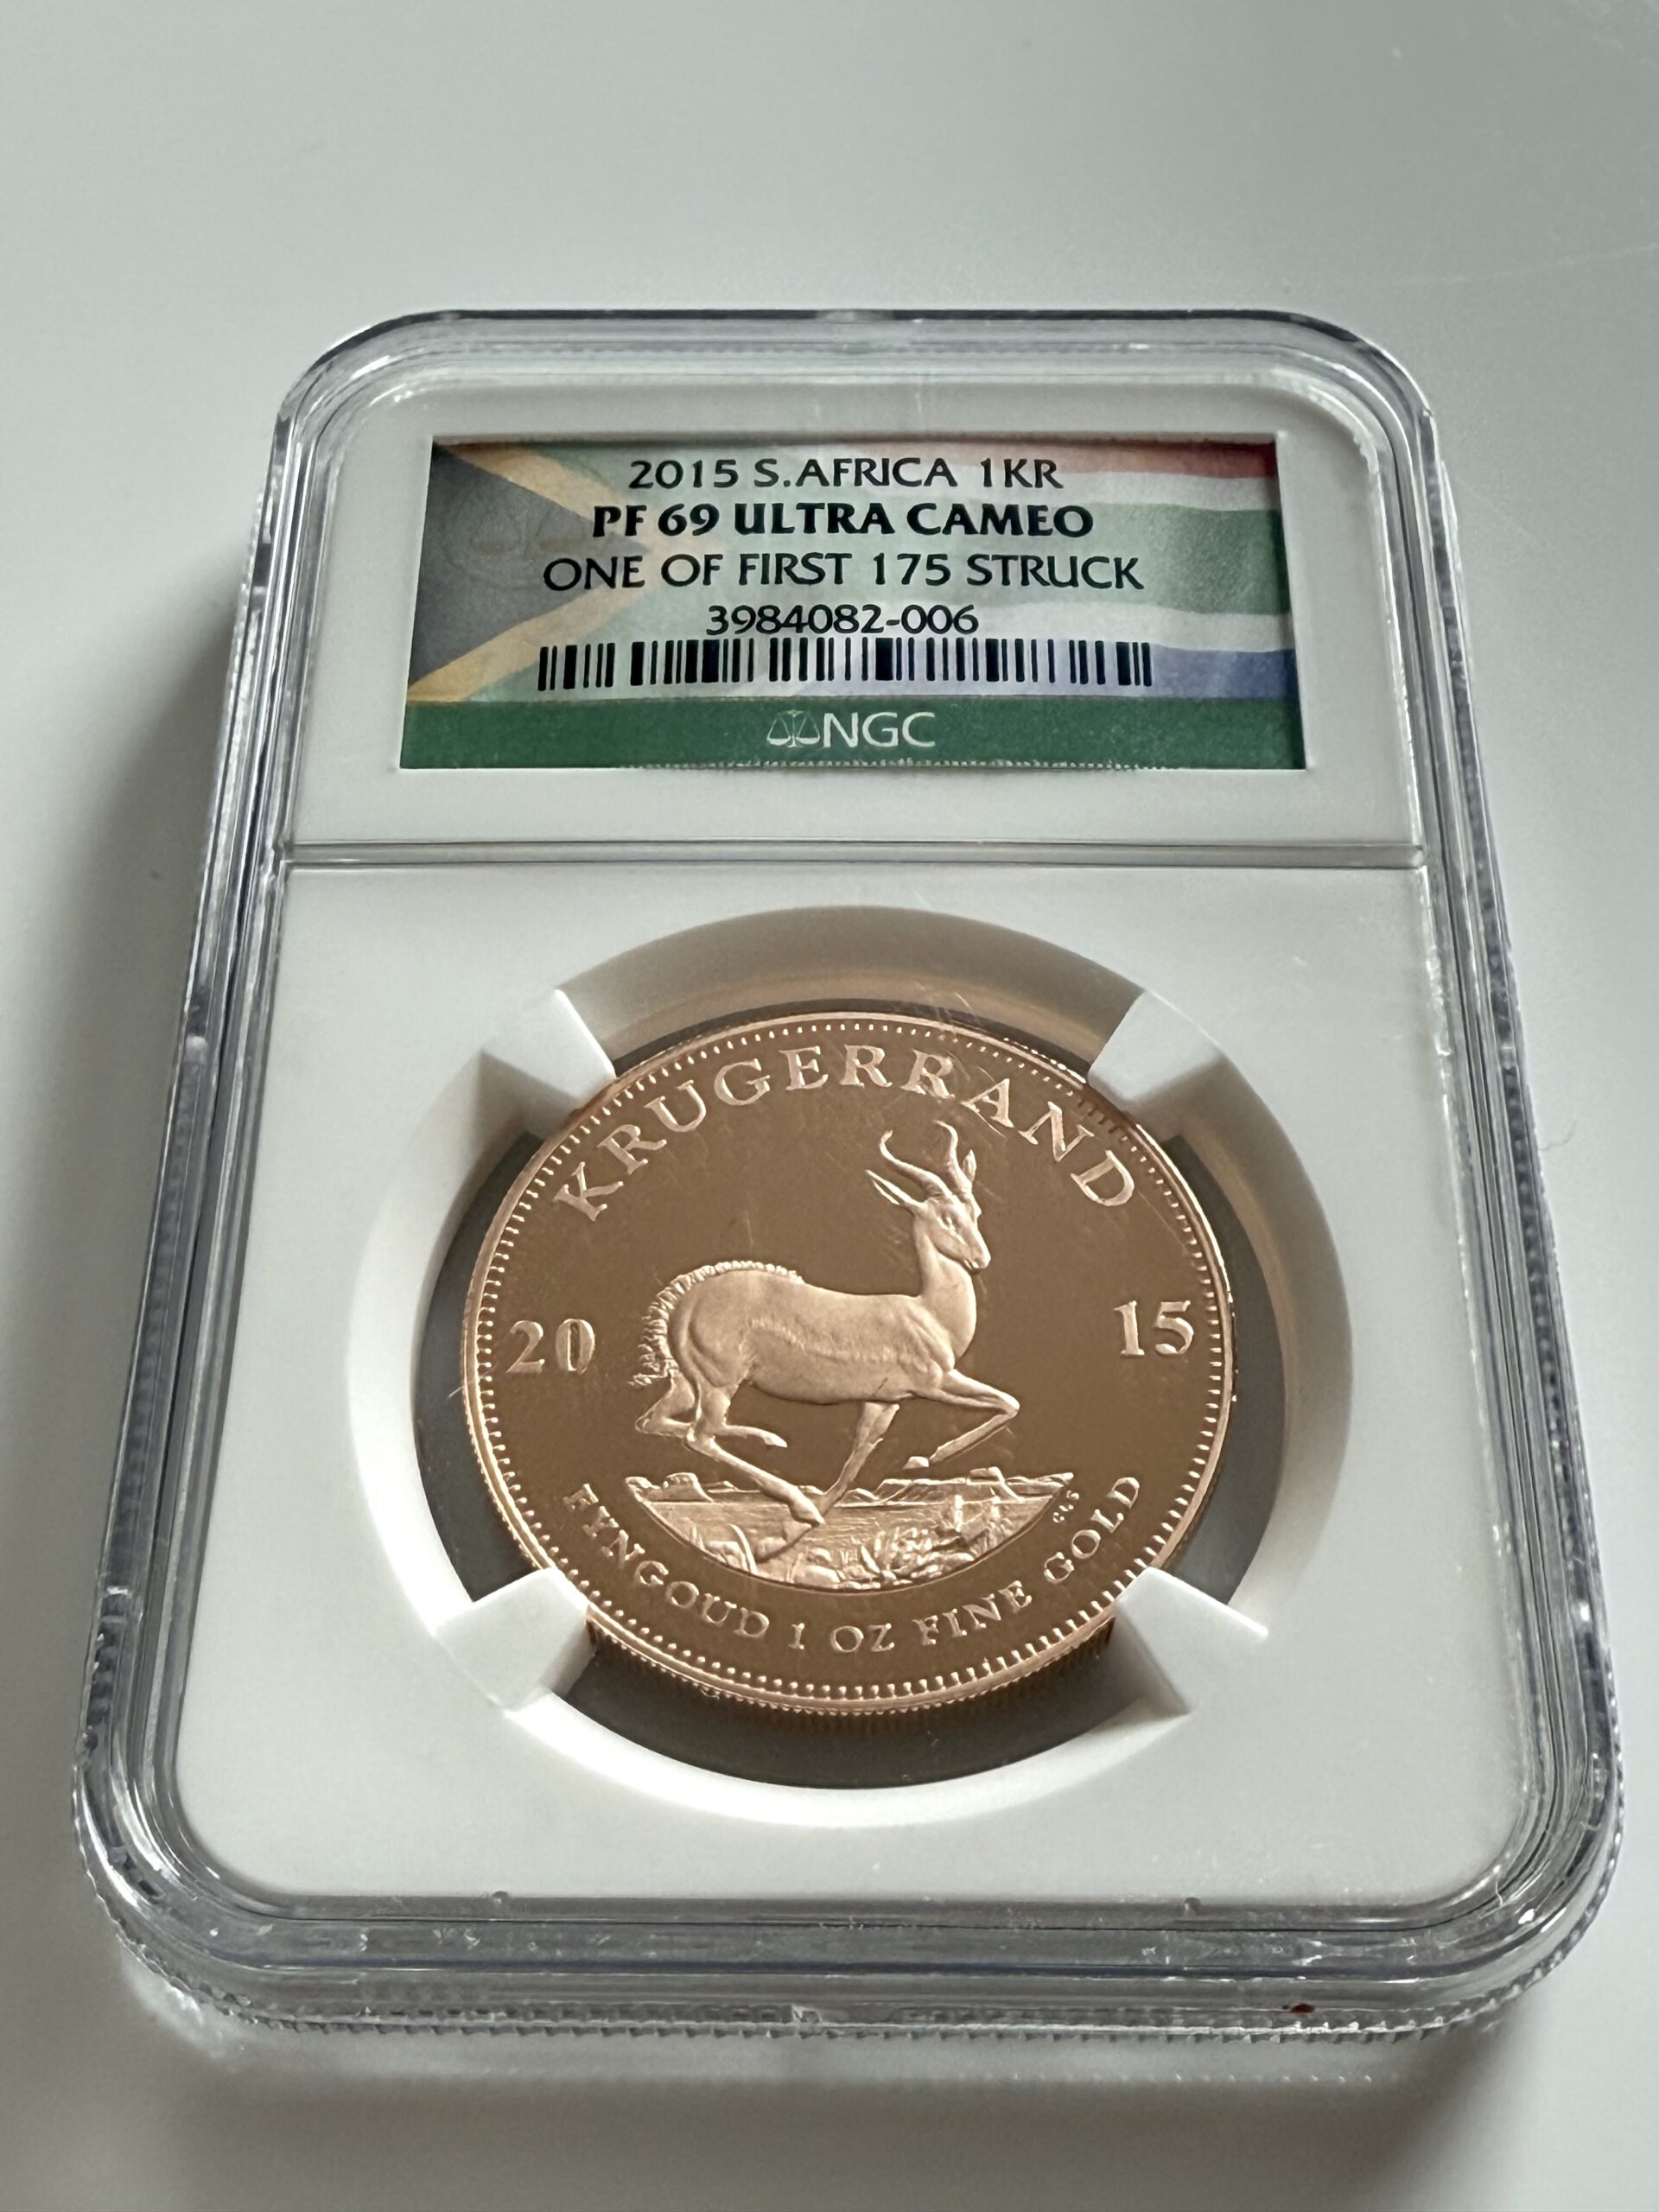 2015 S.AFRICA 1KR
PF 69 ULTRA CAMEO
ONE OF FIRST 175 STRUCK
3984082-006
NGC
KRUGERRAND
20 15
CLS
FYNGOUD 1 OZ FINE GOLD